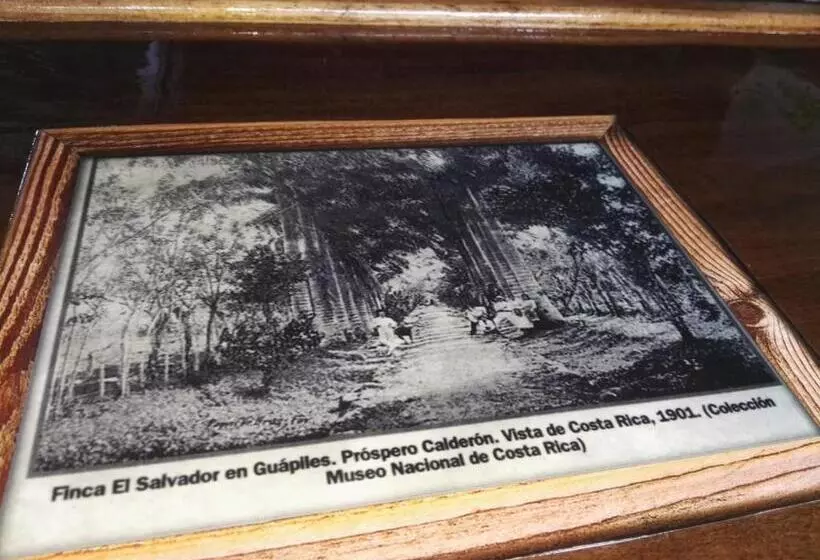 Finca El Salvador en Guápiles. Próspero Calderón. Vista de Costa Rica, 1901. (Colección
Museo Nacional de Costa Rica)